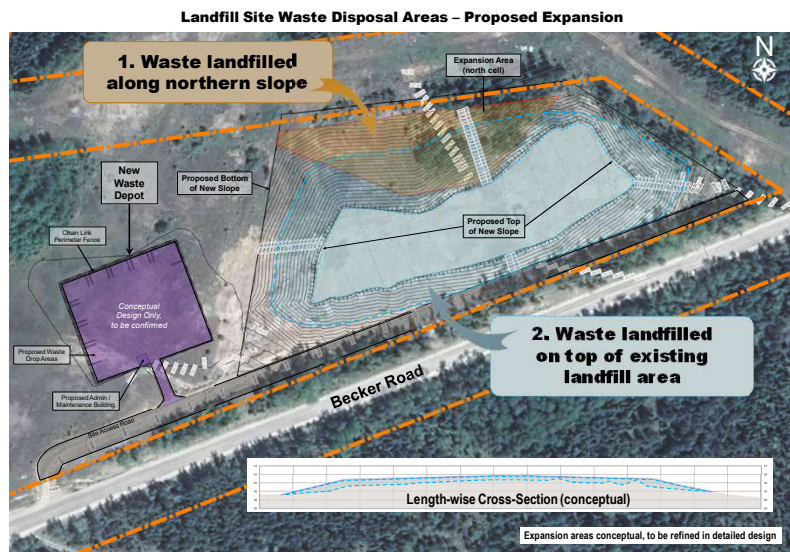 Landfill Site Waste Disposal Areas – Proposed Expansion
1. Waste landfilled
along northern slope
Expansion Area
(north cell)
N
New
Waste
Depot
Proposed Bottom
of New Slope
Chain Link
Perimeter Fence
Proposed Top
of New Slope
Conceptual
Design Only,
to be confirmed
2. Waste landfilled
on top of existing
landfill area
Proposed Waste
Drop Areas
Proposed Admin /
Maintenance Building
Becker Road
Site Access Road
Length-wise Cross-Section (conceptual)
Expansion areas conceptual, to be refined in detailed design